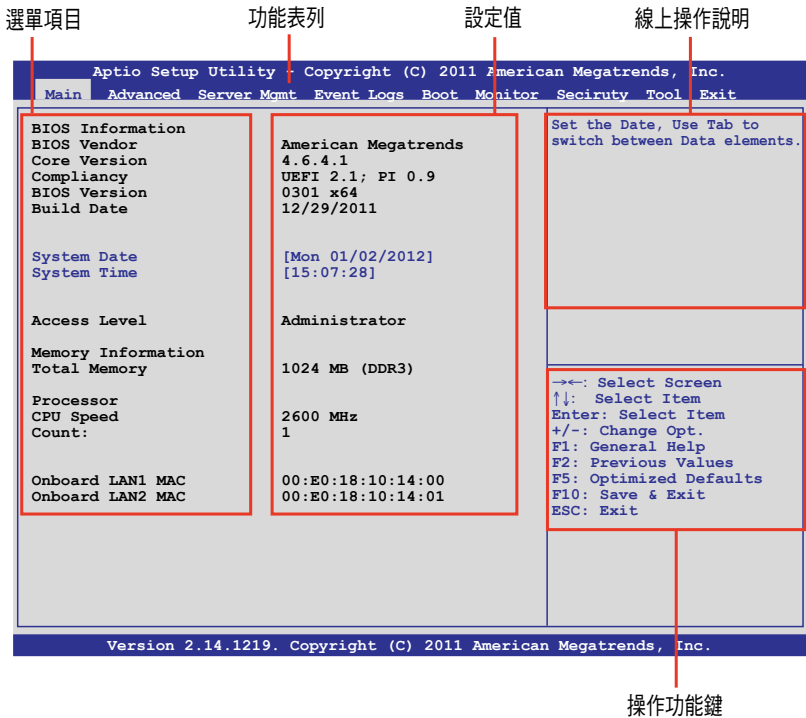 選單項目 功能表列 設定值 線上操作說明
Aptio Setup Utility - Copyright (C) 2011 American Megatrends, Inc.
Main Advanced Server Mgmt Event Logs Boot Monitor Seciruty Tool Exit
BIOS Information
BIOS Vendor American Megatrends
Core Version 4.6.4.1
Compliancy UEFI 2.1; PI 0.9
BIOS Version 0301 x64
Build Date 12/29/2011
System Date [Mon 01/02/2012]
System Time [15:07:28]
Access Level Administrator
Memory Information
Total Memory 1024 MB (DDR3)
Processor
CPU Speed 2600 MHz
Count: 1
Onboard LAN1 MAC 00:E0:18:10:14:00
Onboard LAN2 MAC 00:E0:18:10:14:01
Set the Date, Use Tab to
switch between Data elements.
→←: Select Screen
↑↓: Select Item
Enter: Select Item
+/-: Change Opt.
F1: General Help
F2: Previous Values
F5: Optimized Defaults
F10: Save & Exit
ESC: Exit
Version 2.14.1219. Copyright (C) 2011 American Megatrends, Inc.
操作功能鍵